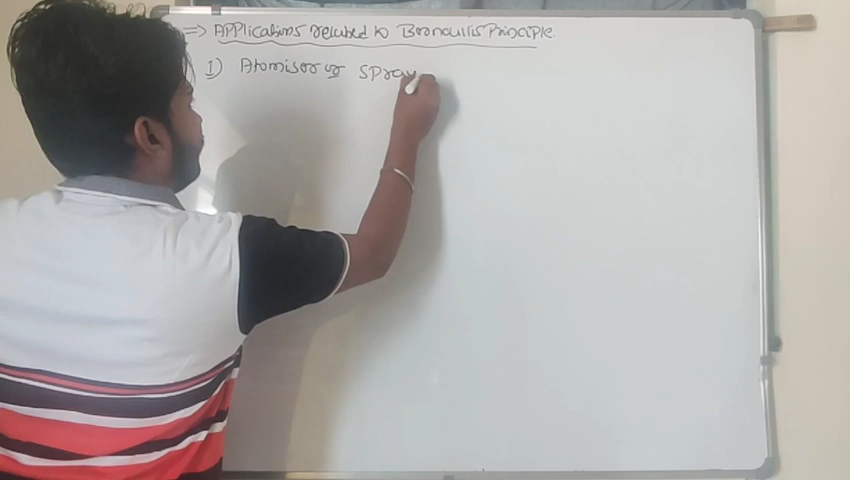 ⇒ Applications related to Bernoullis Principle.
1) Atomiser or spray